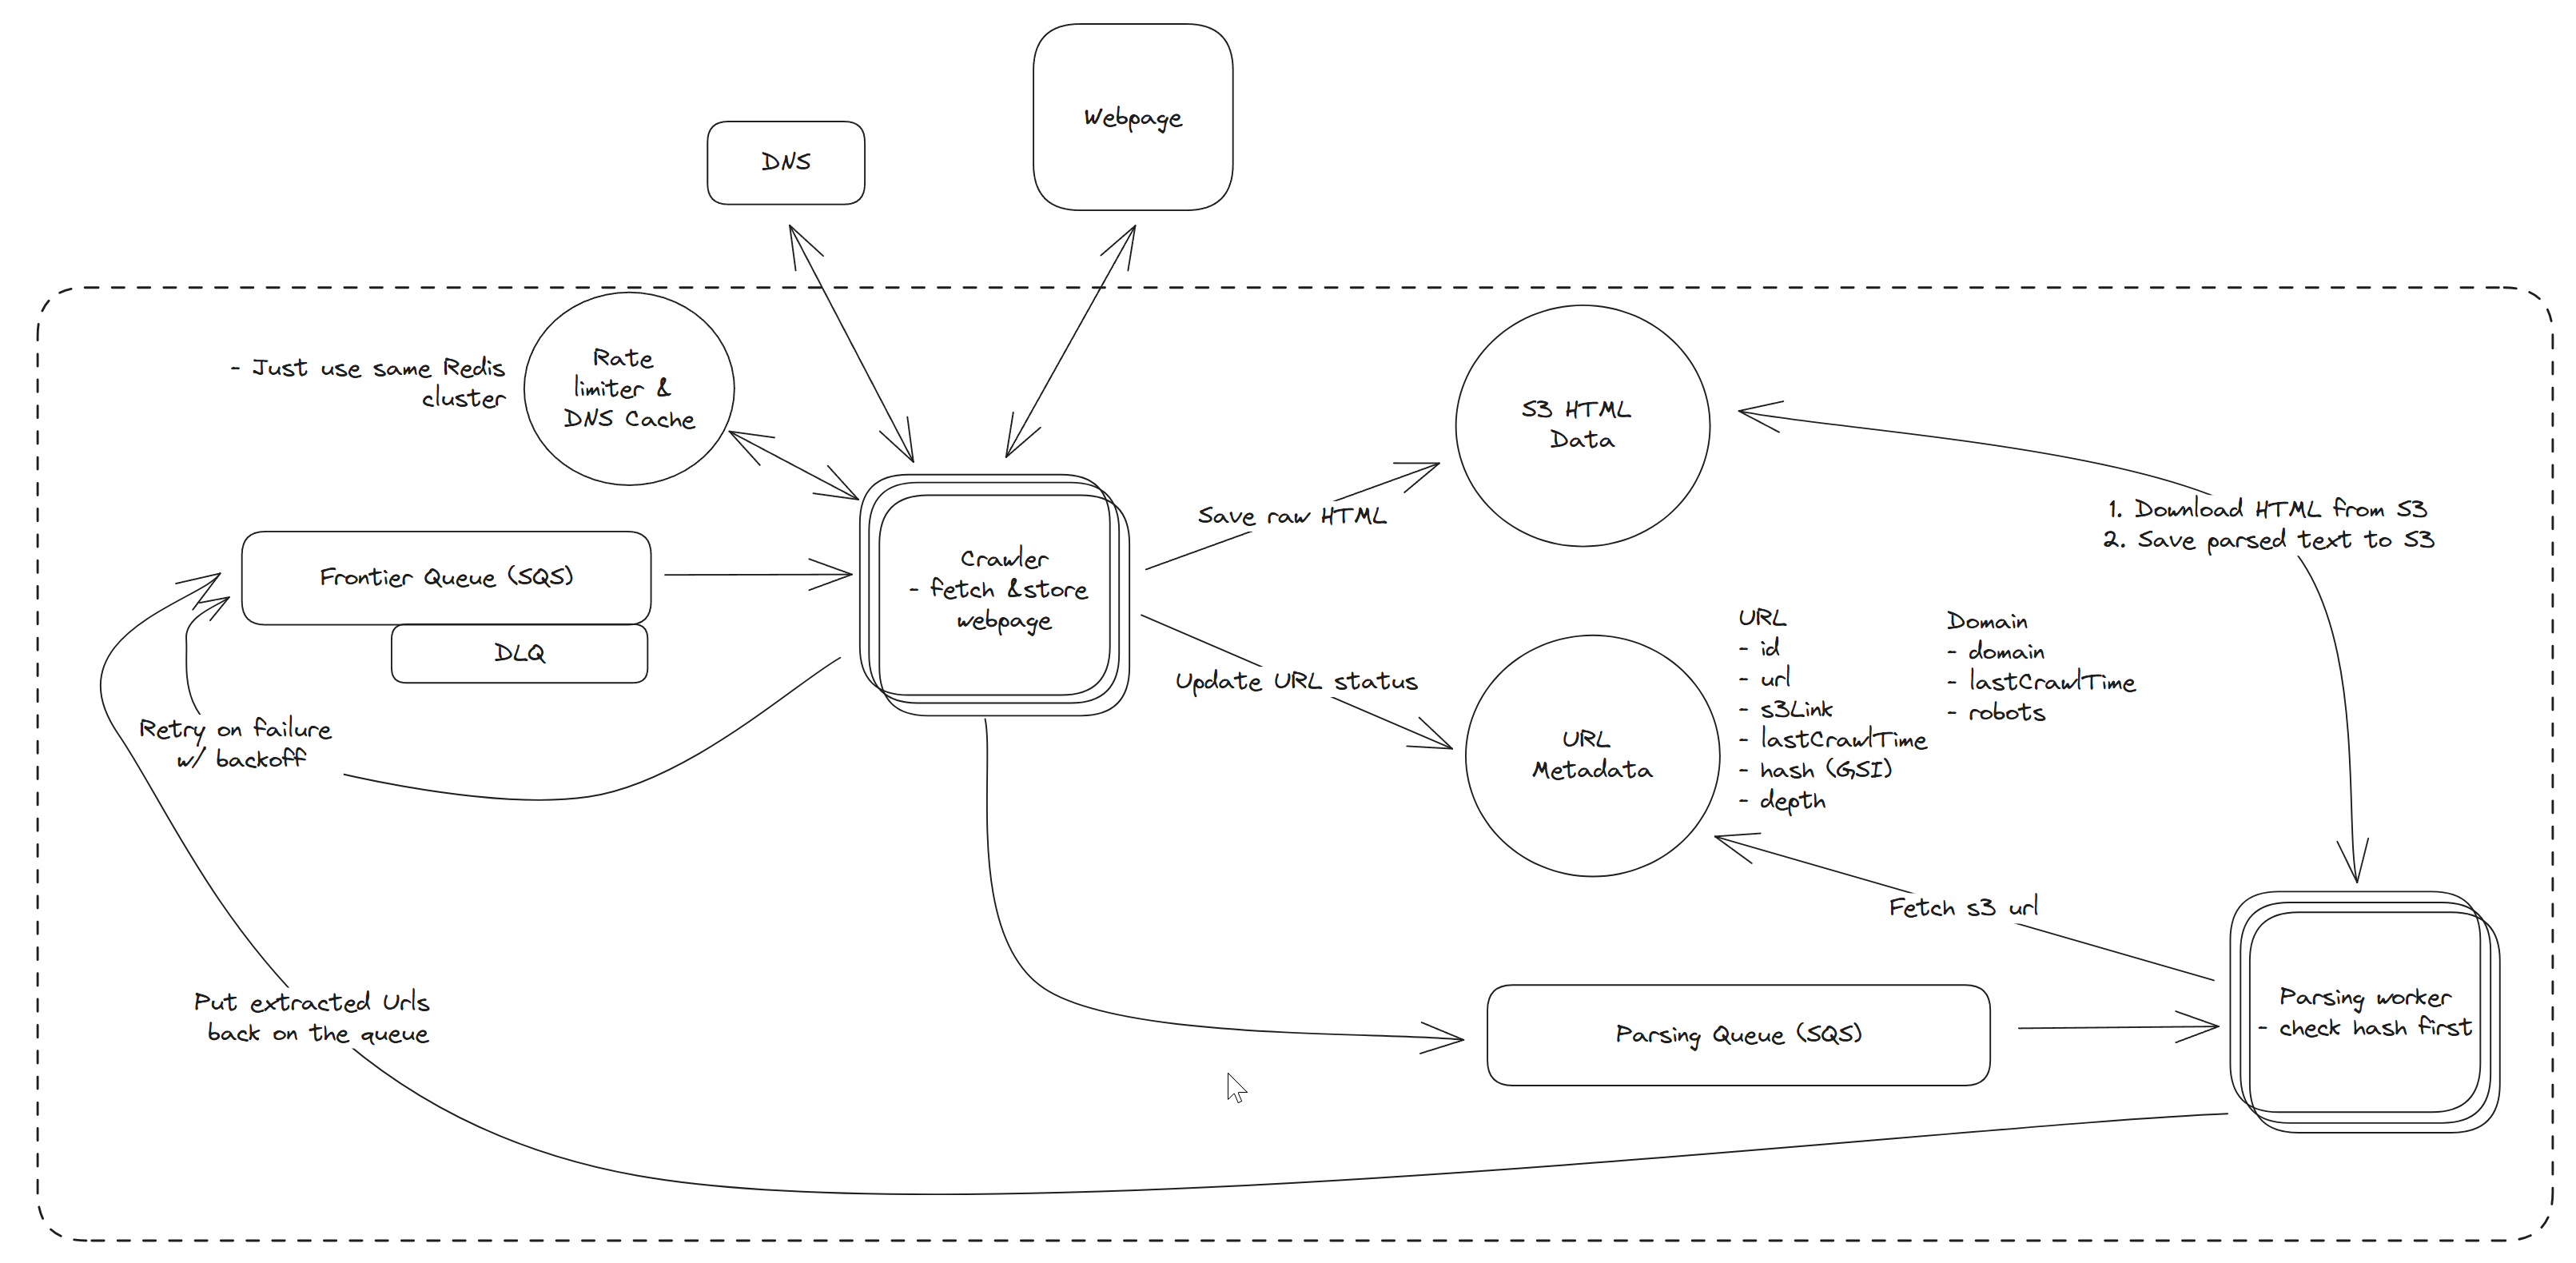 Webpage
DNS
- Just use same Redis
cluster
Rate
limiter &
DNS Cache
S3 HTML
Data
Save raw HTML
1. Download HTML from S3
2. Save parsed text to S3
Frontier Queue (SQS)
DLQ
Crawler
- fetch &store
webpage
Update URL status
URL
- id
- url
- s3Link
- lastCrawlTime
- hash (GSI)
- depth
Domain
- domain
- lastCrawlTime
- robots
Retry on failure
w/ backoff
URL
Metadata
Fetch s3 url
Put extracted Urls
back on the queue
Parsing Queue (SQS)
Parsing worker
- check hash first